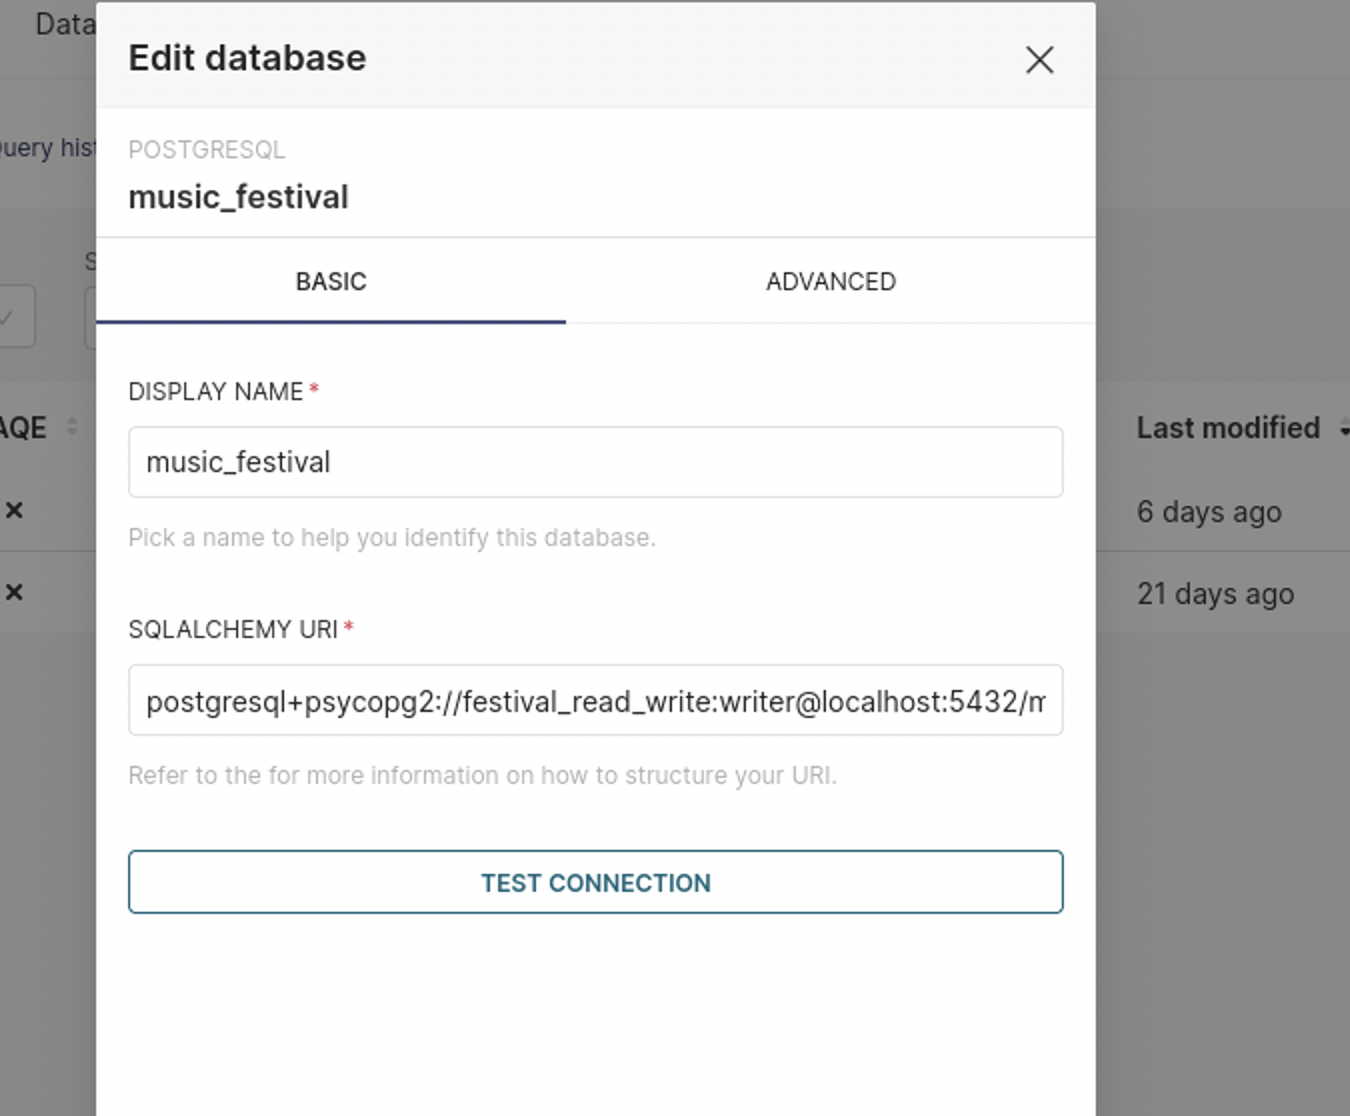 Data
Edit database
Query hist
POSTGRESQL
music_festival
S
BASIC
ADVANCED
DISPLAY NAME *
AQE
Last modified
music_festival
6 days ago
Pick a name to help you identify this database.
21 days ago
SQLALCHEMY URI *
postgresql+psycopg2://festival_read_write:writer@localhost:5432/m
Refer to the for more information on how to structure your URI.
TEST CONNECTION